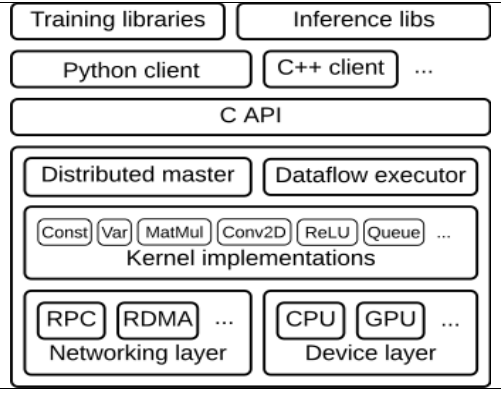 Training libraries Inference libs
Python client C++ client ...
C API
Distributed master Dataflow executor
Const Var MatMul Conv2D ReLU Queue ...
Kernel implementations
RPC RDMA ... CPU GPU ...
Networking layer Device layer